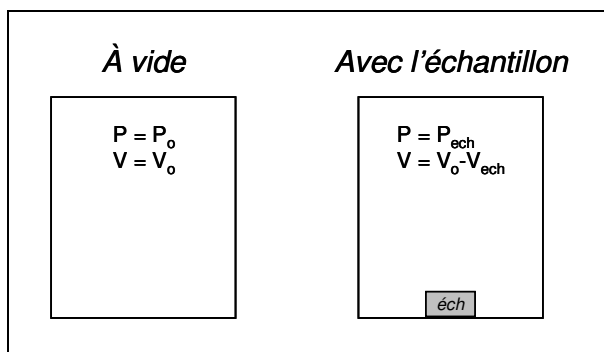 À vide
P = Po
V = Vo
Avec l'échantillon
P = Pech
V = Vo-Vech
éch